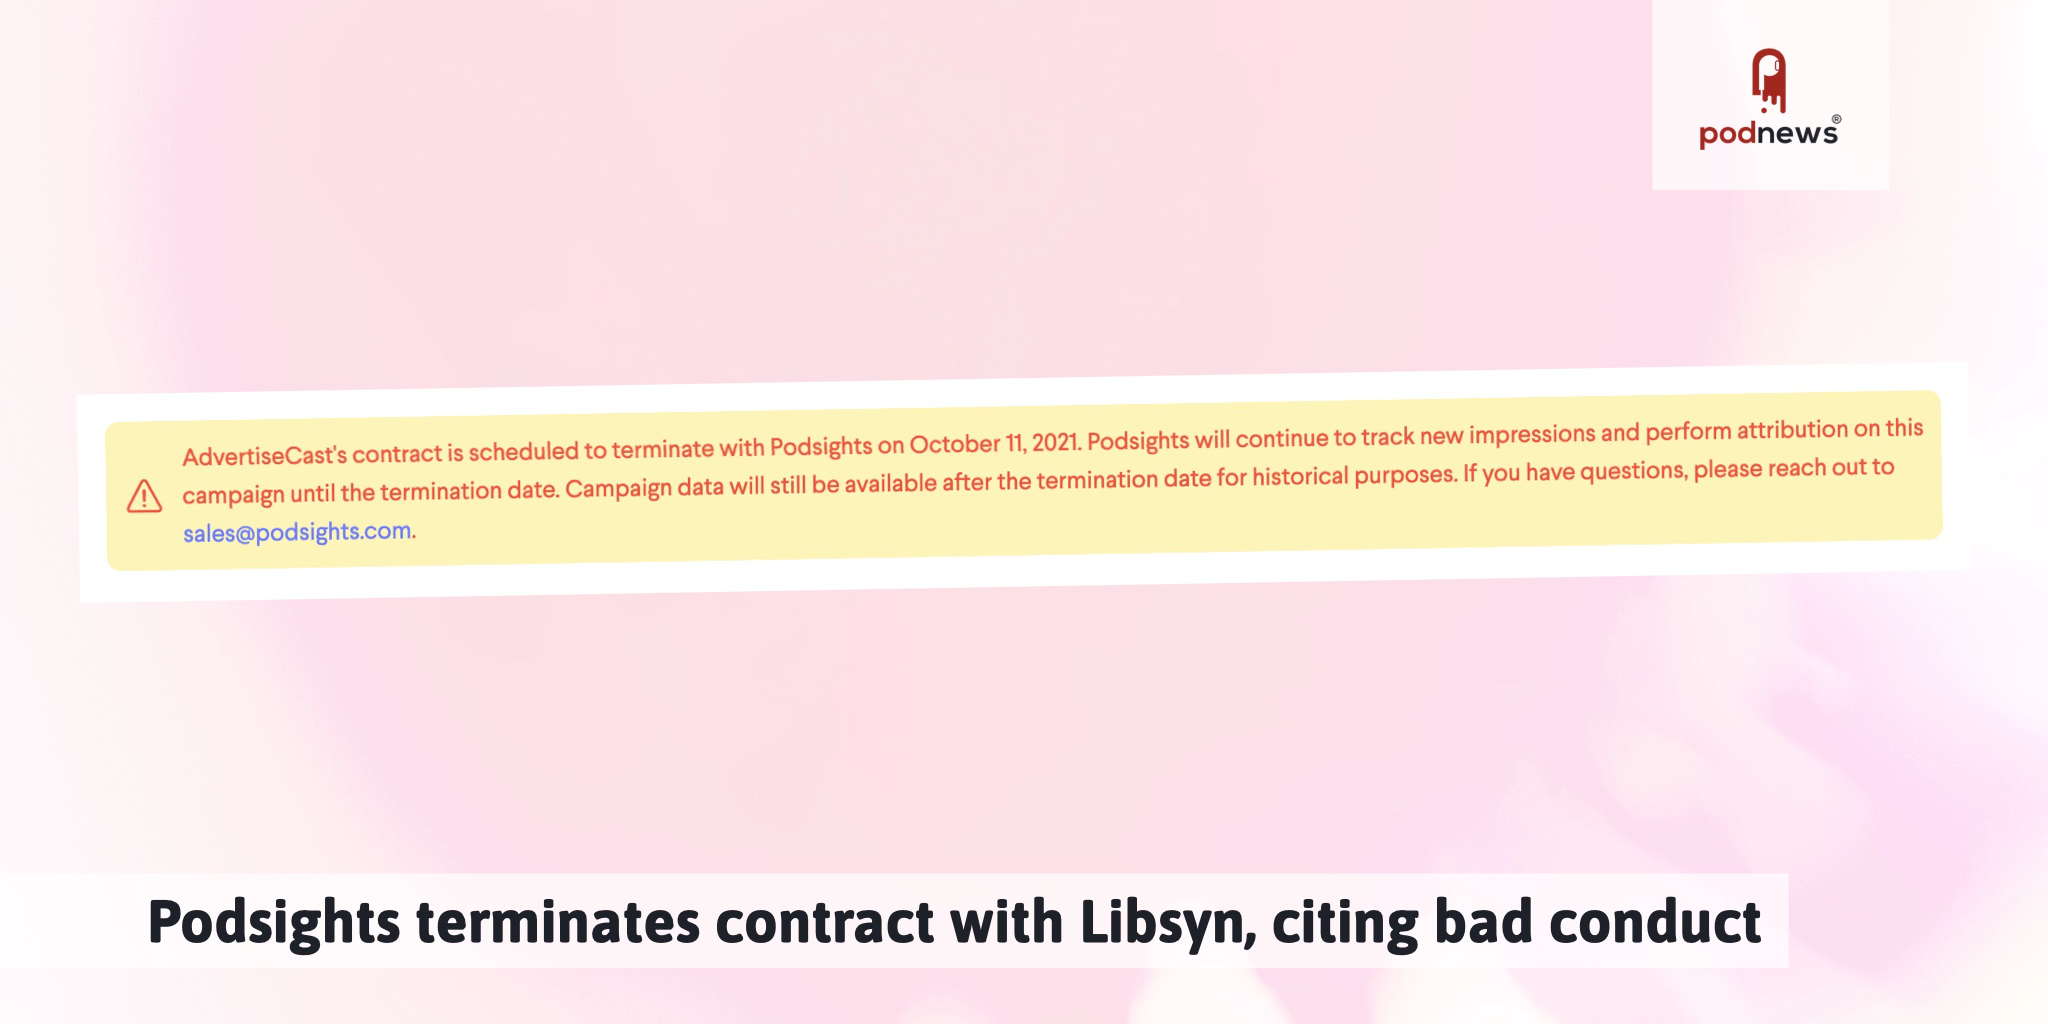 podnews®
AdvertiseCast's contract is scheduled to terminate with Podsights on October 11, 2021. Podsights will continue to track new impressions and perform attribution on this
campaign until the termination date. Campaign data will still be available after the termination date for historical purposes. If you have questions, please reach out to
sales@podsights.com.
Podsights terminates contract with Libsyn, citing bad conduct